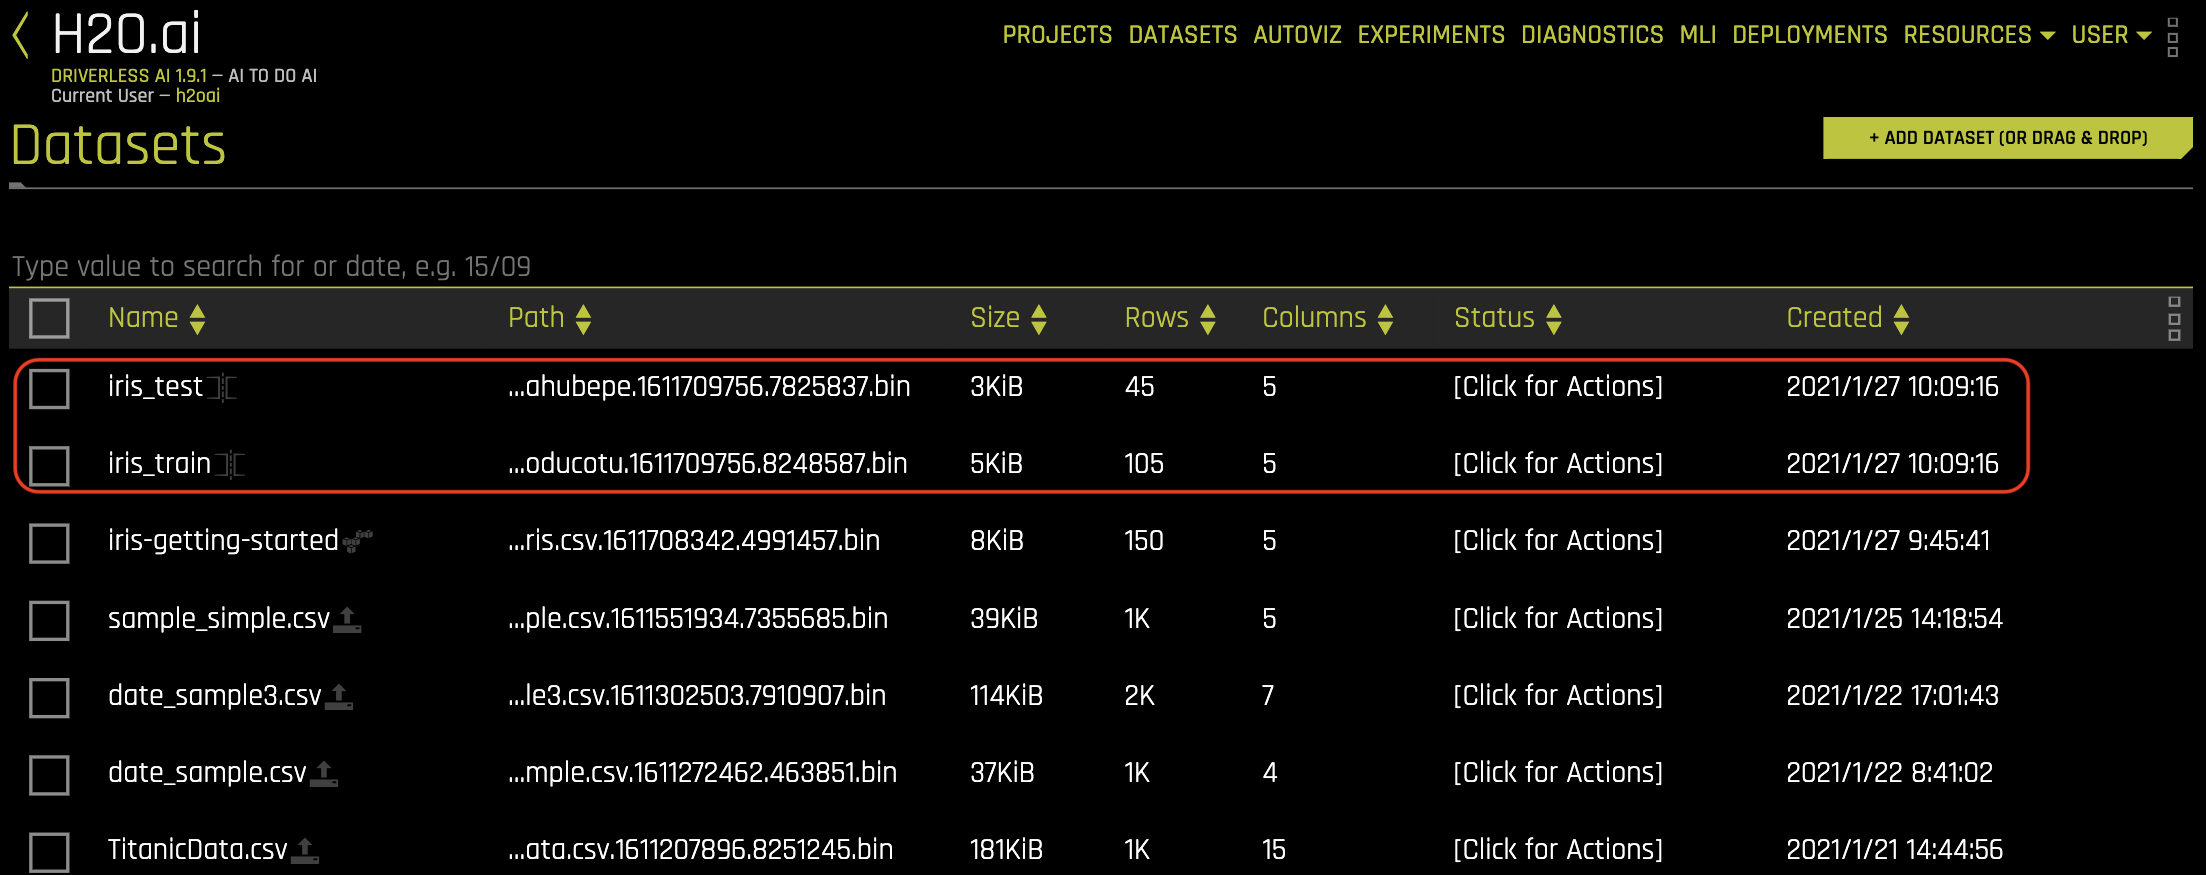 H2O.ai
PROJECTS DATASETS AUTOVIZ EXPERIMENTS DIAGNOSTICS MLI DEPLOYMENTS RESOURCES USER
DRIVERLESS AI 1.9.1 – AI TO DO AI
Current User – h2oai
Datasets
+ ADD DATASET (OR DRAG & DROP)
Type value to search for or date, e.g. 15/09
Name Path Size Rows Columns Status Created
iris_test ...ahubepe.1611709756.7825837.bin 3KiB 45 5 [Click for Actions] 2021/1/27 10:09:16
iris_train ...oducotu.1611709756.8248587.bin 5KiB 105 5 [Click for Actions] 2021/1/27 10:09:16
iris-getting-started ...ris.csv.1611708342.4991457.bin 8KiB 150 5 [Click for Actions] 2021/1/27 9:45:41
sample_simple.csv ...ple.csv.1611551934.7355685.bin 39KiB 1K 5 [Click for Actions] 2021/1/25 14:18:54
date_sample3.csv ...le3.csv.1611302503.7910907.bin 114KiB 2K 7 [Click for Actions] 2021/1/22 17:01:43
date_sample.csv ...mple.csv.1611272462.463851.bin 37KiB 1K 4 [Click for Actions] 2021/1/22 8:41:02
TitanicData.csv ...ata.csv.1611207896.8251245.bin 181KiB 1K 15 [Click for Actions] 2021/1/21 14:44:56